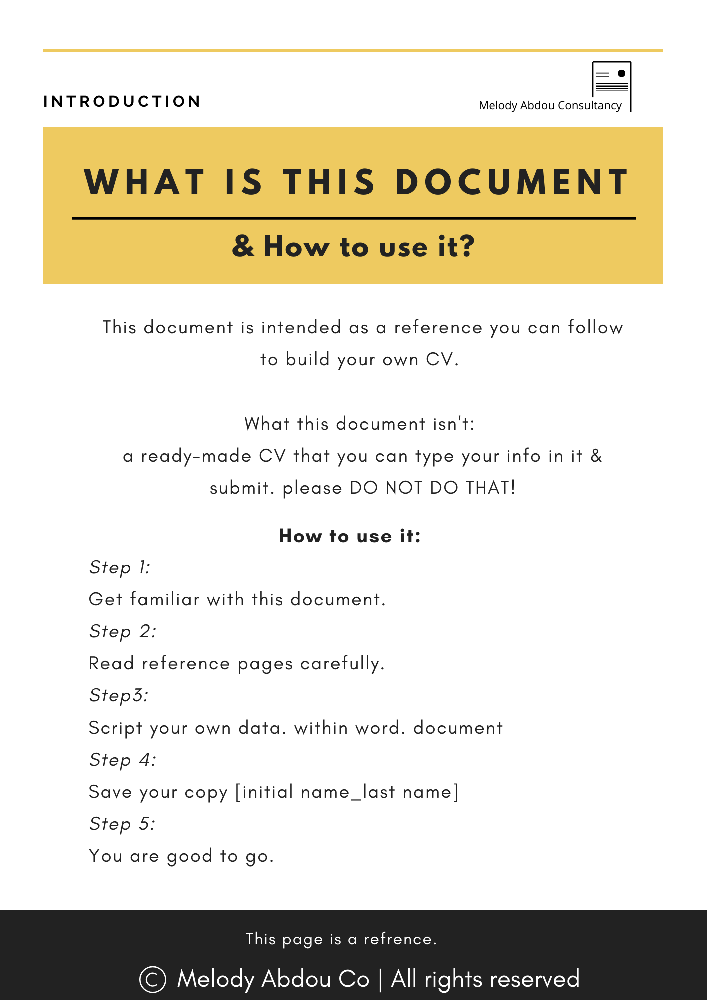 INTRODUCTION
Melody Abdou Consultancy
WHAT IS THIS DOCUMENT
& How to use it?
This document is intended as a reference you can follow
to build your own CV.
What this document isn't:
a ready-made CV that you can type your info in it &
submit. please DO NOT DO THAT!
How to use it:
Step 1:
Get familiar with this document.
Step 2:
Read reference pages carefully.
Step3:
Script your own data. within word. document
Step 4:
Save your copy [initial name_last name]
Step 5:
You are good to go.
This page is a refrence.
© Melody Abdou Co | All rights reserved